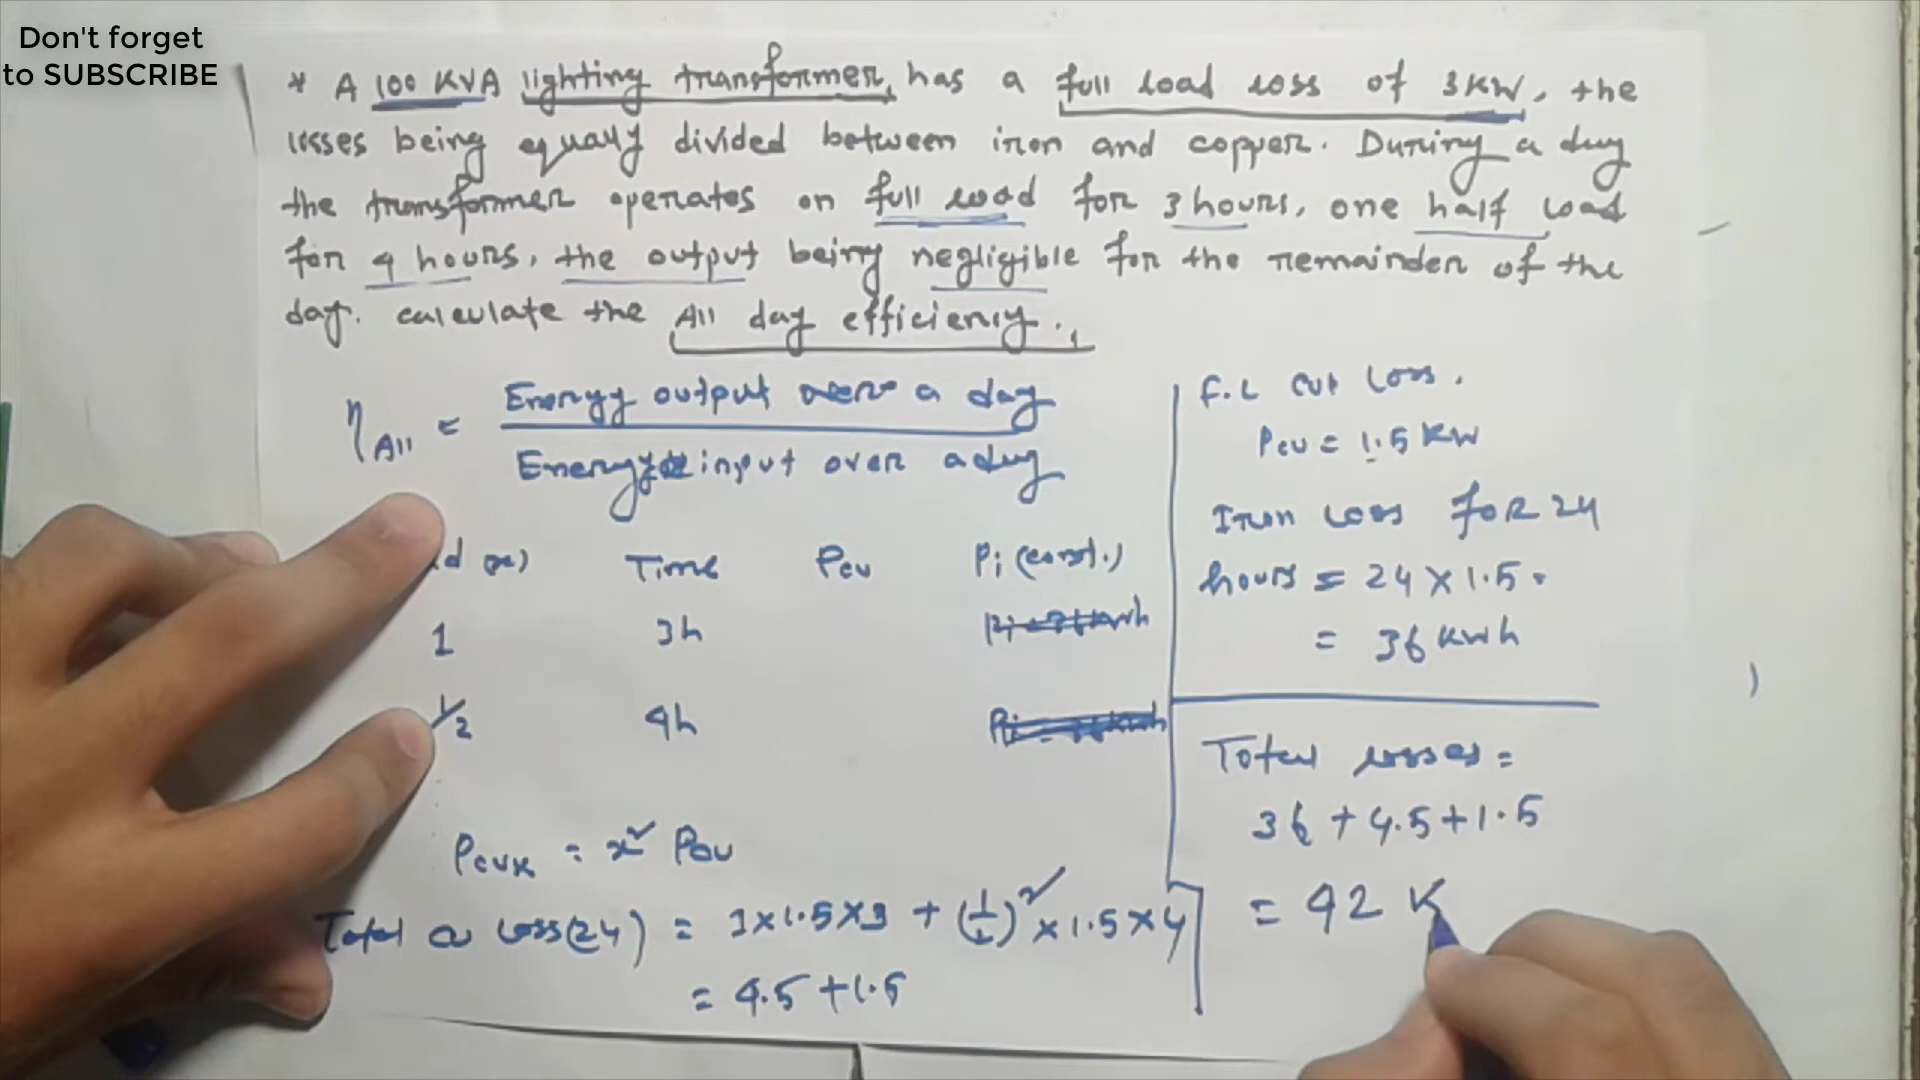 Don't forget
to SUBSCRIBE
* A 100 KVA lighting transformer, has a full load loss of 3KW, the
losses being equally divided between iron and copper. During a day
the transformer operates on full load for 3 hours, one half load
for 4 hours, the output being negligible for the remainder of the
day. calculate the All day efficiency.
η All = Energy output over a day
Energy input over a day
d x) Time Pcu Pi (const.)
1 3h
1/2 4h
Pcux = x² Pcu
Total cu loss(24) = 1×1.5×3 + (1/2)² × 1.5 × 4
= 4.5 + 1.5
F.L cu loss.
Pcu = 1.5 KW
Iron loss for 24
hours = 24 × 1.5
= 36 kwh
Total losses =
36 + 4.5 + 1.5
= 42 K